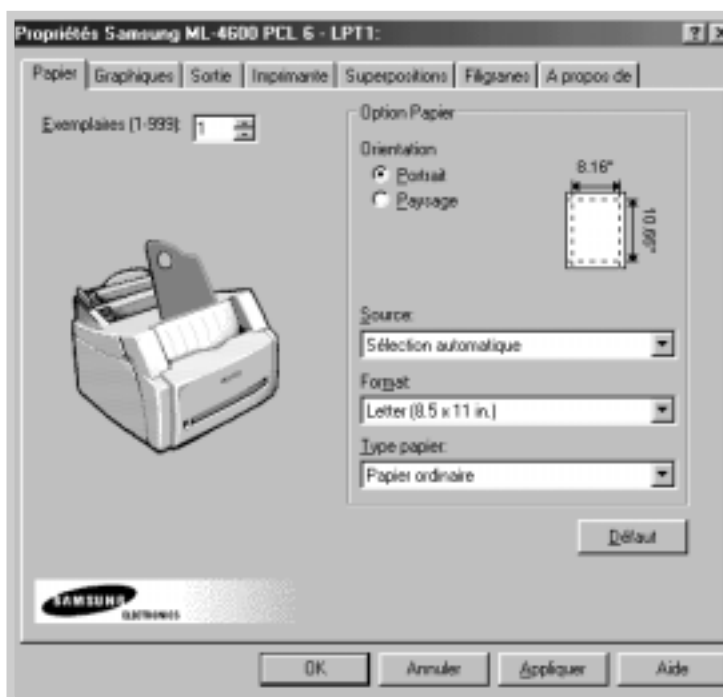 Propriétés Samsung ML-4600 PCL 6 - LPT1:
Papier Graphiques Sortie Imprimante Superpositions Filigranes A propos de
Exemplaires (1-999): 1
Option Papier
Orientation
Portrait
Paysage
8.16"
10.66"
Source:
Sélection automatique
Format:
Letter (8.5 x 11 in.)
Type papier:
Papier ordinaire
Défaut
SAMSUNG
ELECTRONICS
OK Annuler Appliquer Aide